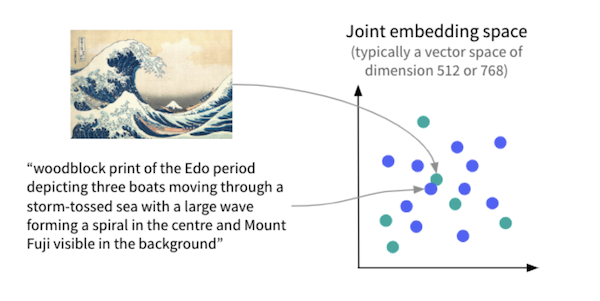 Joint embedding space
(typically a vector space of
dimension 512 or 768)
“woodblock print of the Edo period
depicting three boats moving through a
storm-tossed sea with a large wave
forming a spiral in the centre and Mount
Fuji visible in the background”